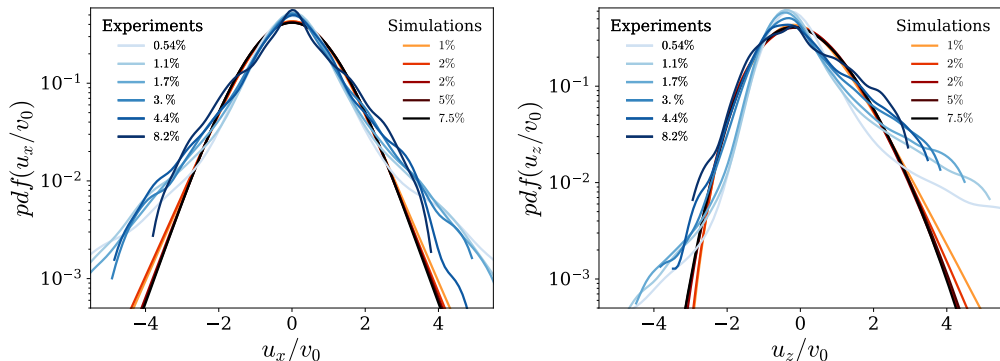 Experiments Simulations
0.54% 1%
1.1% 2%
1.7% 2%
3.% 5%
4.4% 7.5%
8.2%
10⁻¹
10⁻²
10⁻³
pdf(u_x/v_0)
−4 −2 0 2 4
u_x/v_0
Experiments Simulations
0.54% 1%
1.1% 2%
1.7% 2%
3.% 5%
4.4% 7.5%
8.2%
10⁻¹
10⁻²
10⁻³
pdf(u_z/v_0)
−4 −2 0 2 4
u_z/v_0